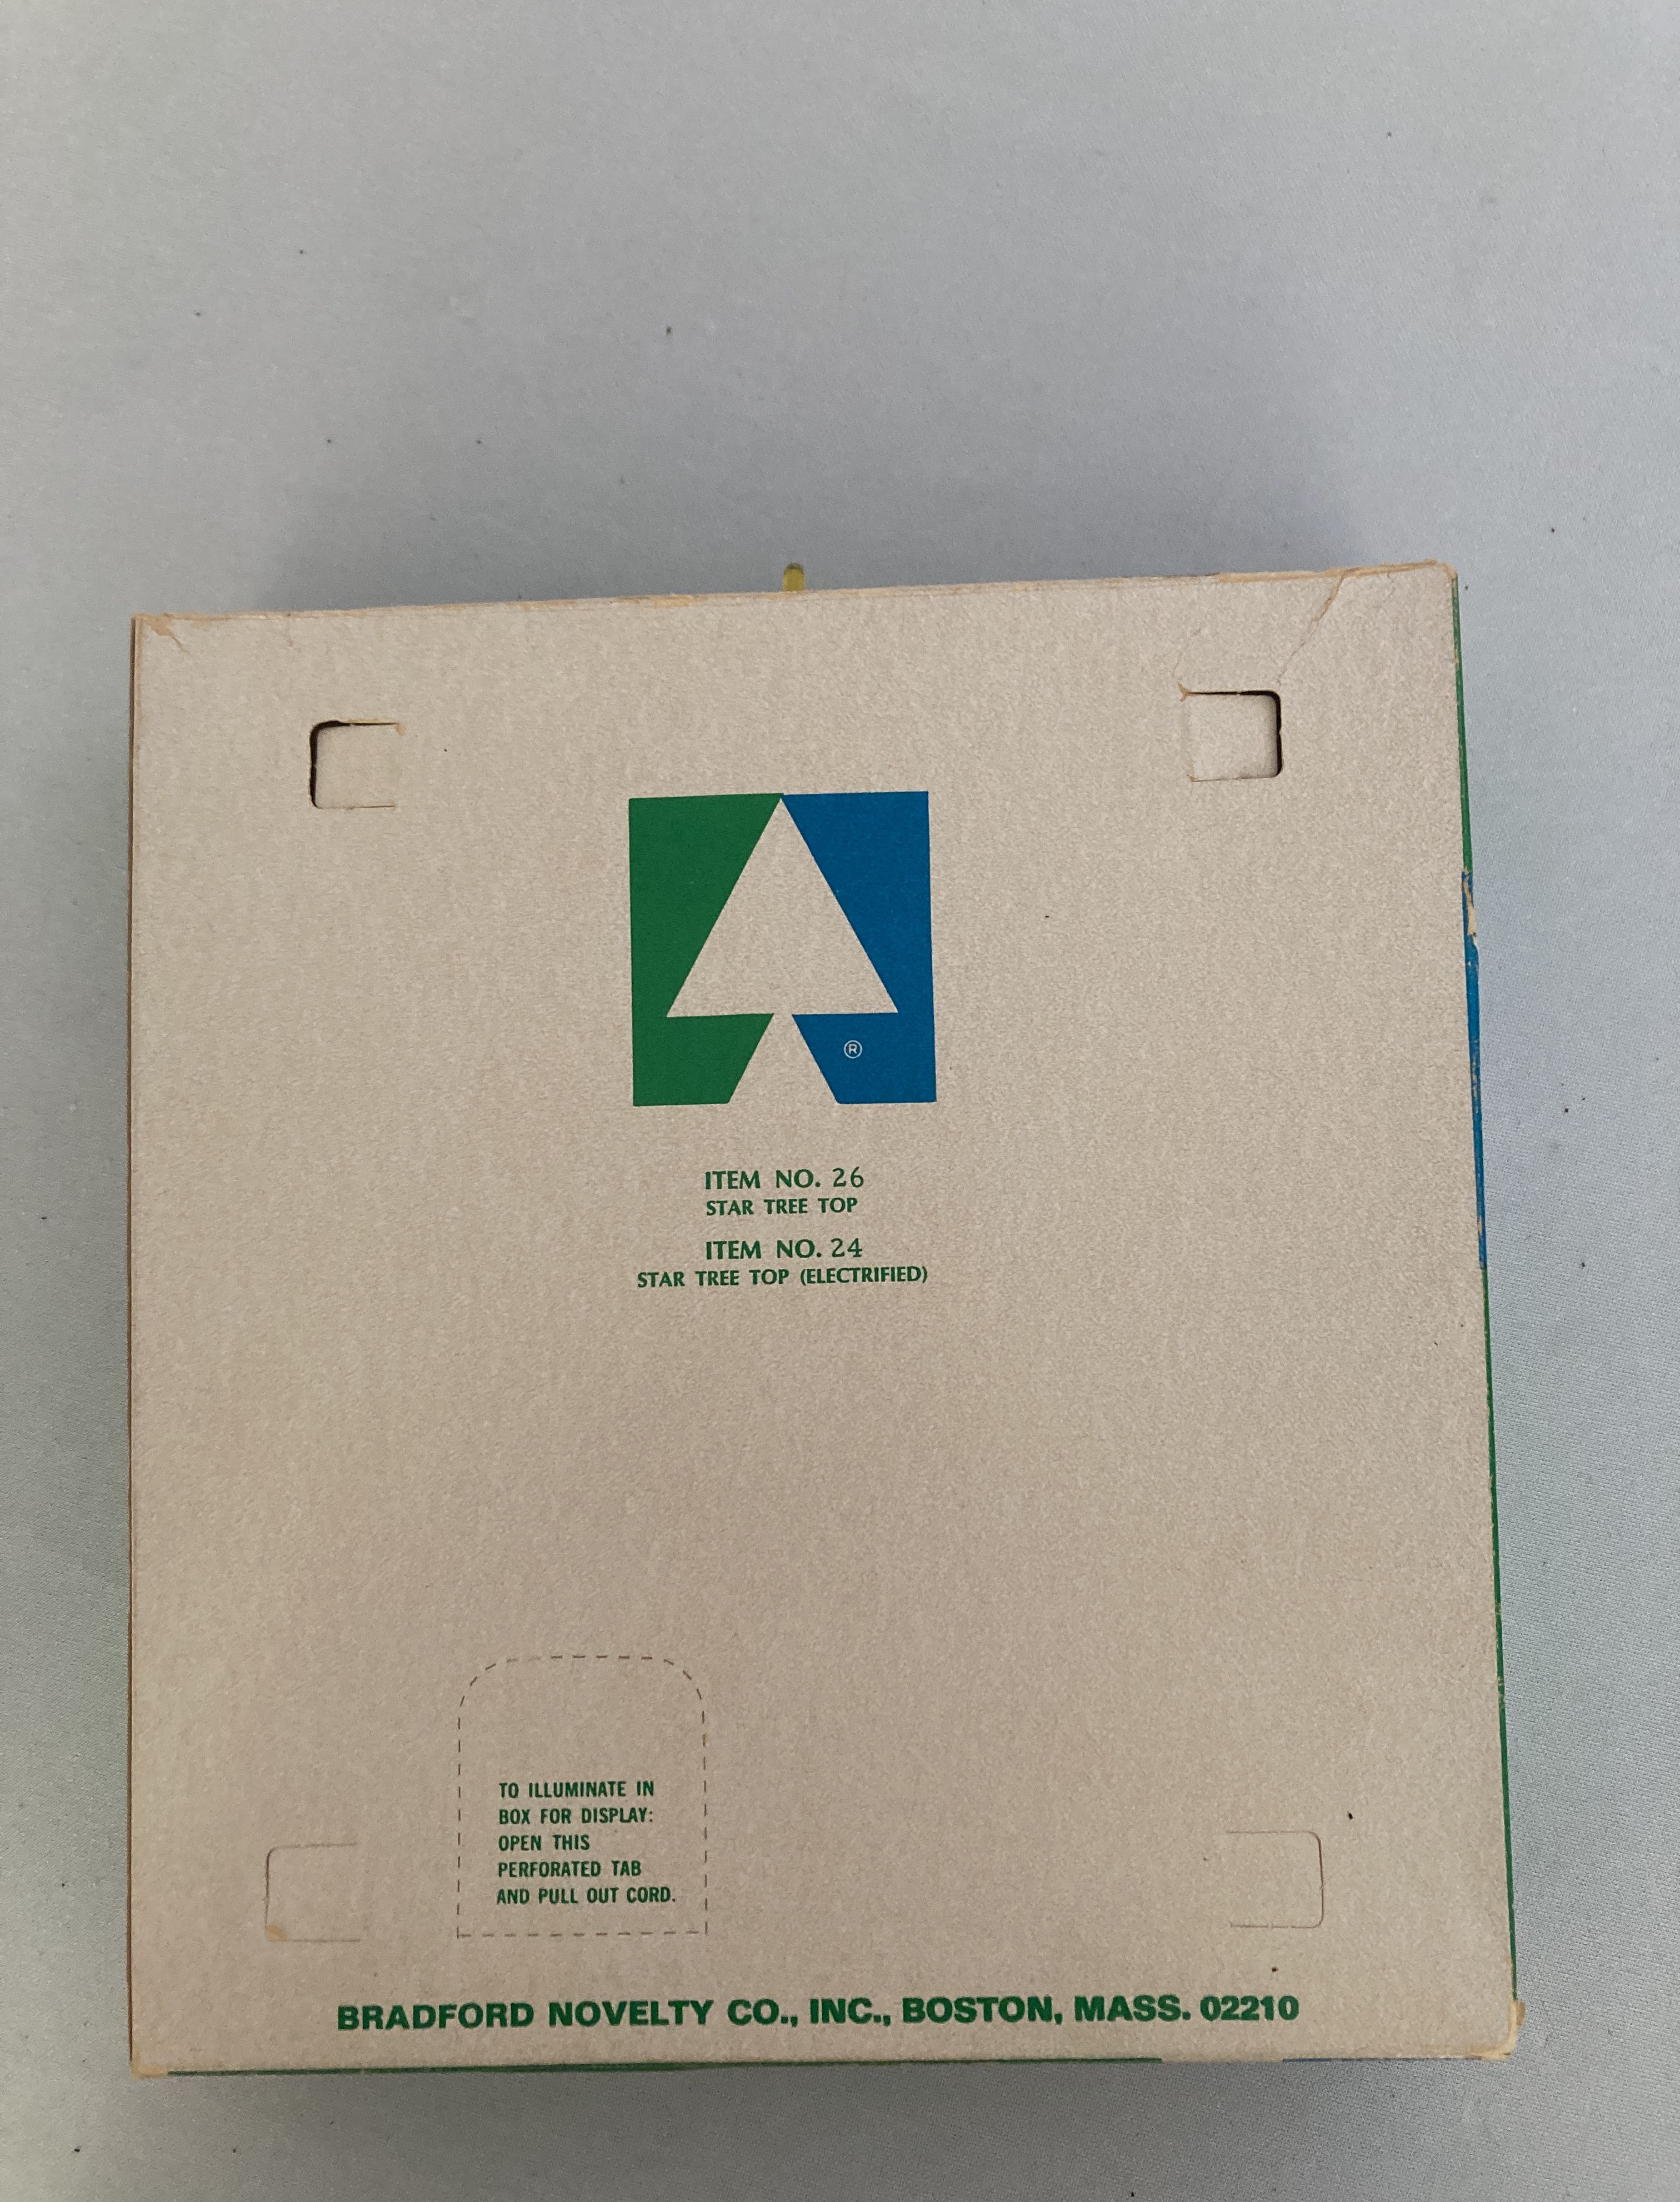 ®
ITEM NO. 26
STAR TREE TOP
ITEM NO. 24
STAR TREE TOP (ELECTRIFIED)
TO ILLUMINATE IN
BOX FOR DISPLAY:
OPEN THIS
PERFORATED TAB
AND PULL OUT CORD.
BRADFORD NOVELTY CO., INC., BOSTON, MASS. 02210